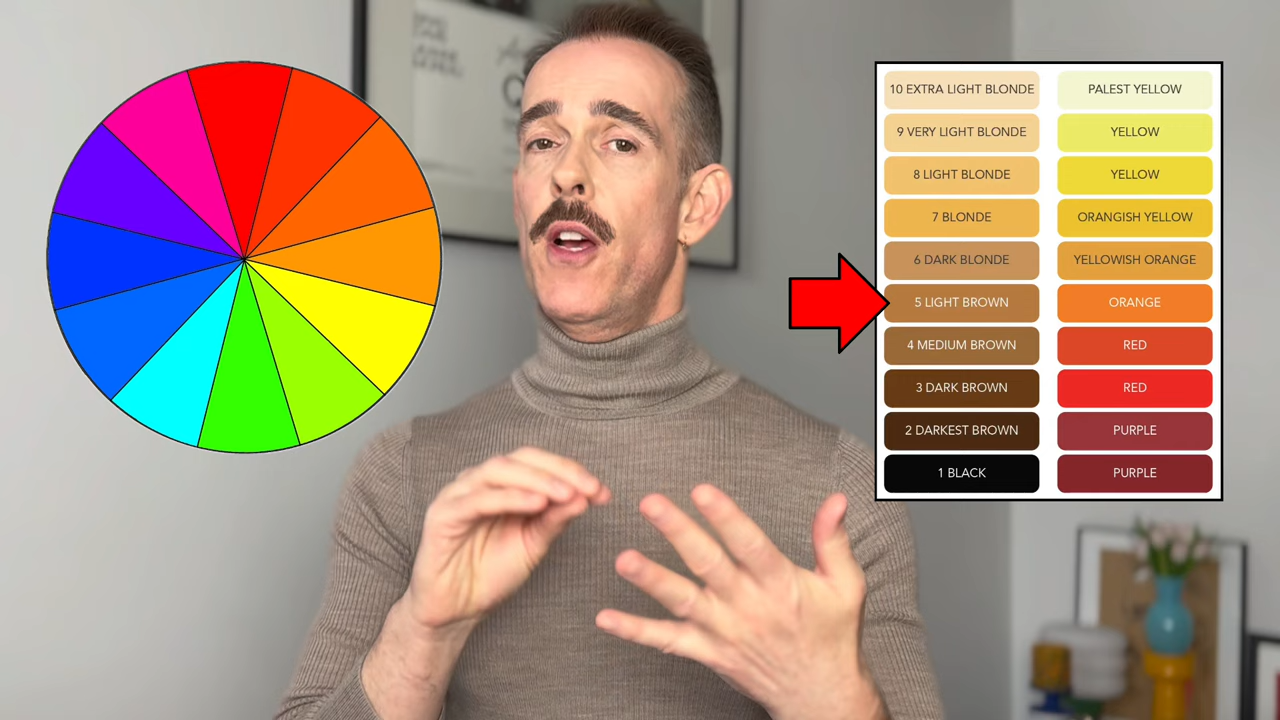 10 EXTRA LIGHT BLONDE PALEST YELLOW
9 VERY LIGHT BLONDE YELLOW
8 LIGHT BLONDE YELLOW
7 BLONDE ORANGISH YELLOW
6 DARK BLONDE YELLOWISH ORANGE
5 LIGHT BROWN ORANGE
4 MEDIUM BROWN RED
3 DARK BROWN RED
2 DARKEST BROWN PURPLE
1 BLACK PURPLE